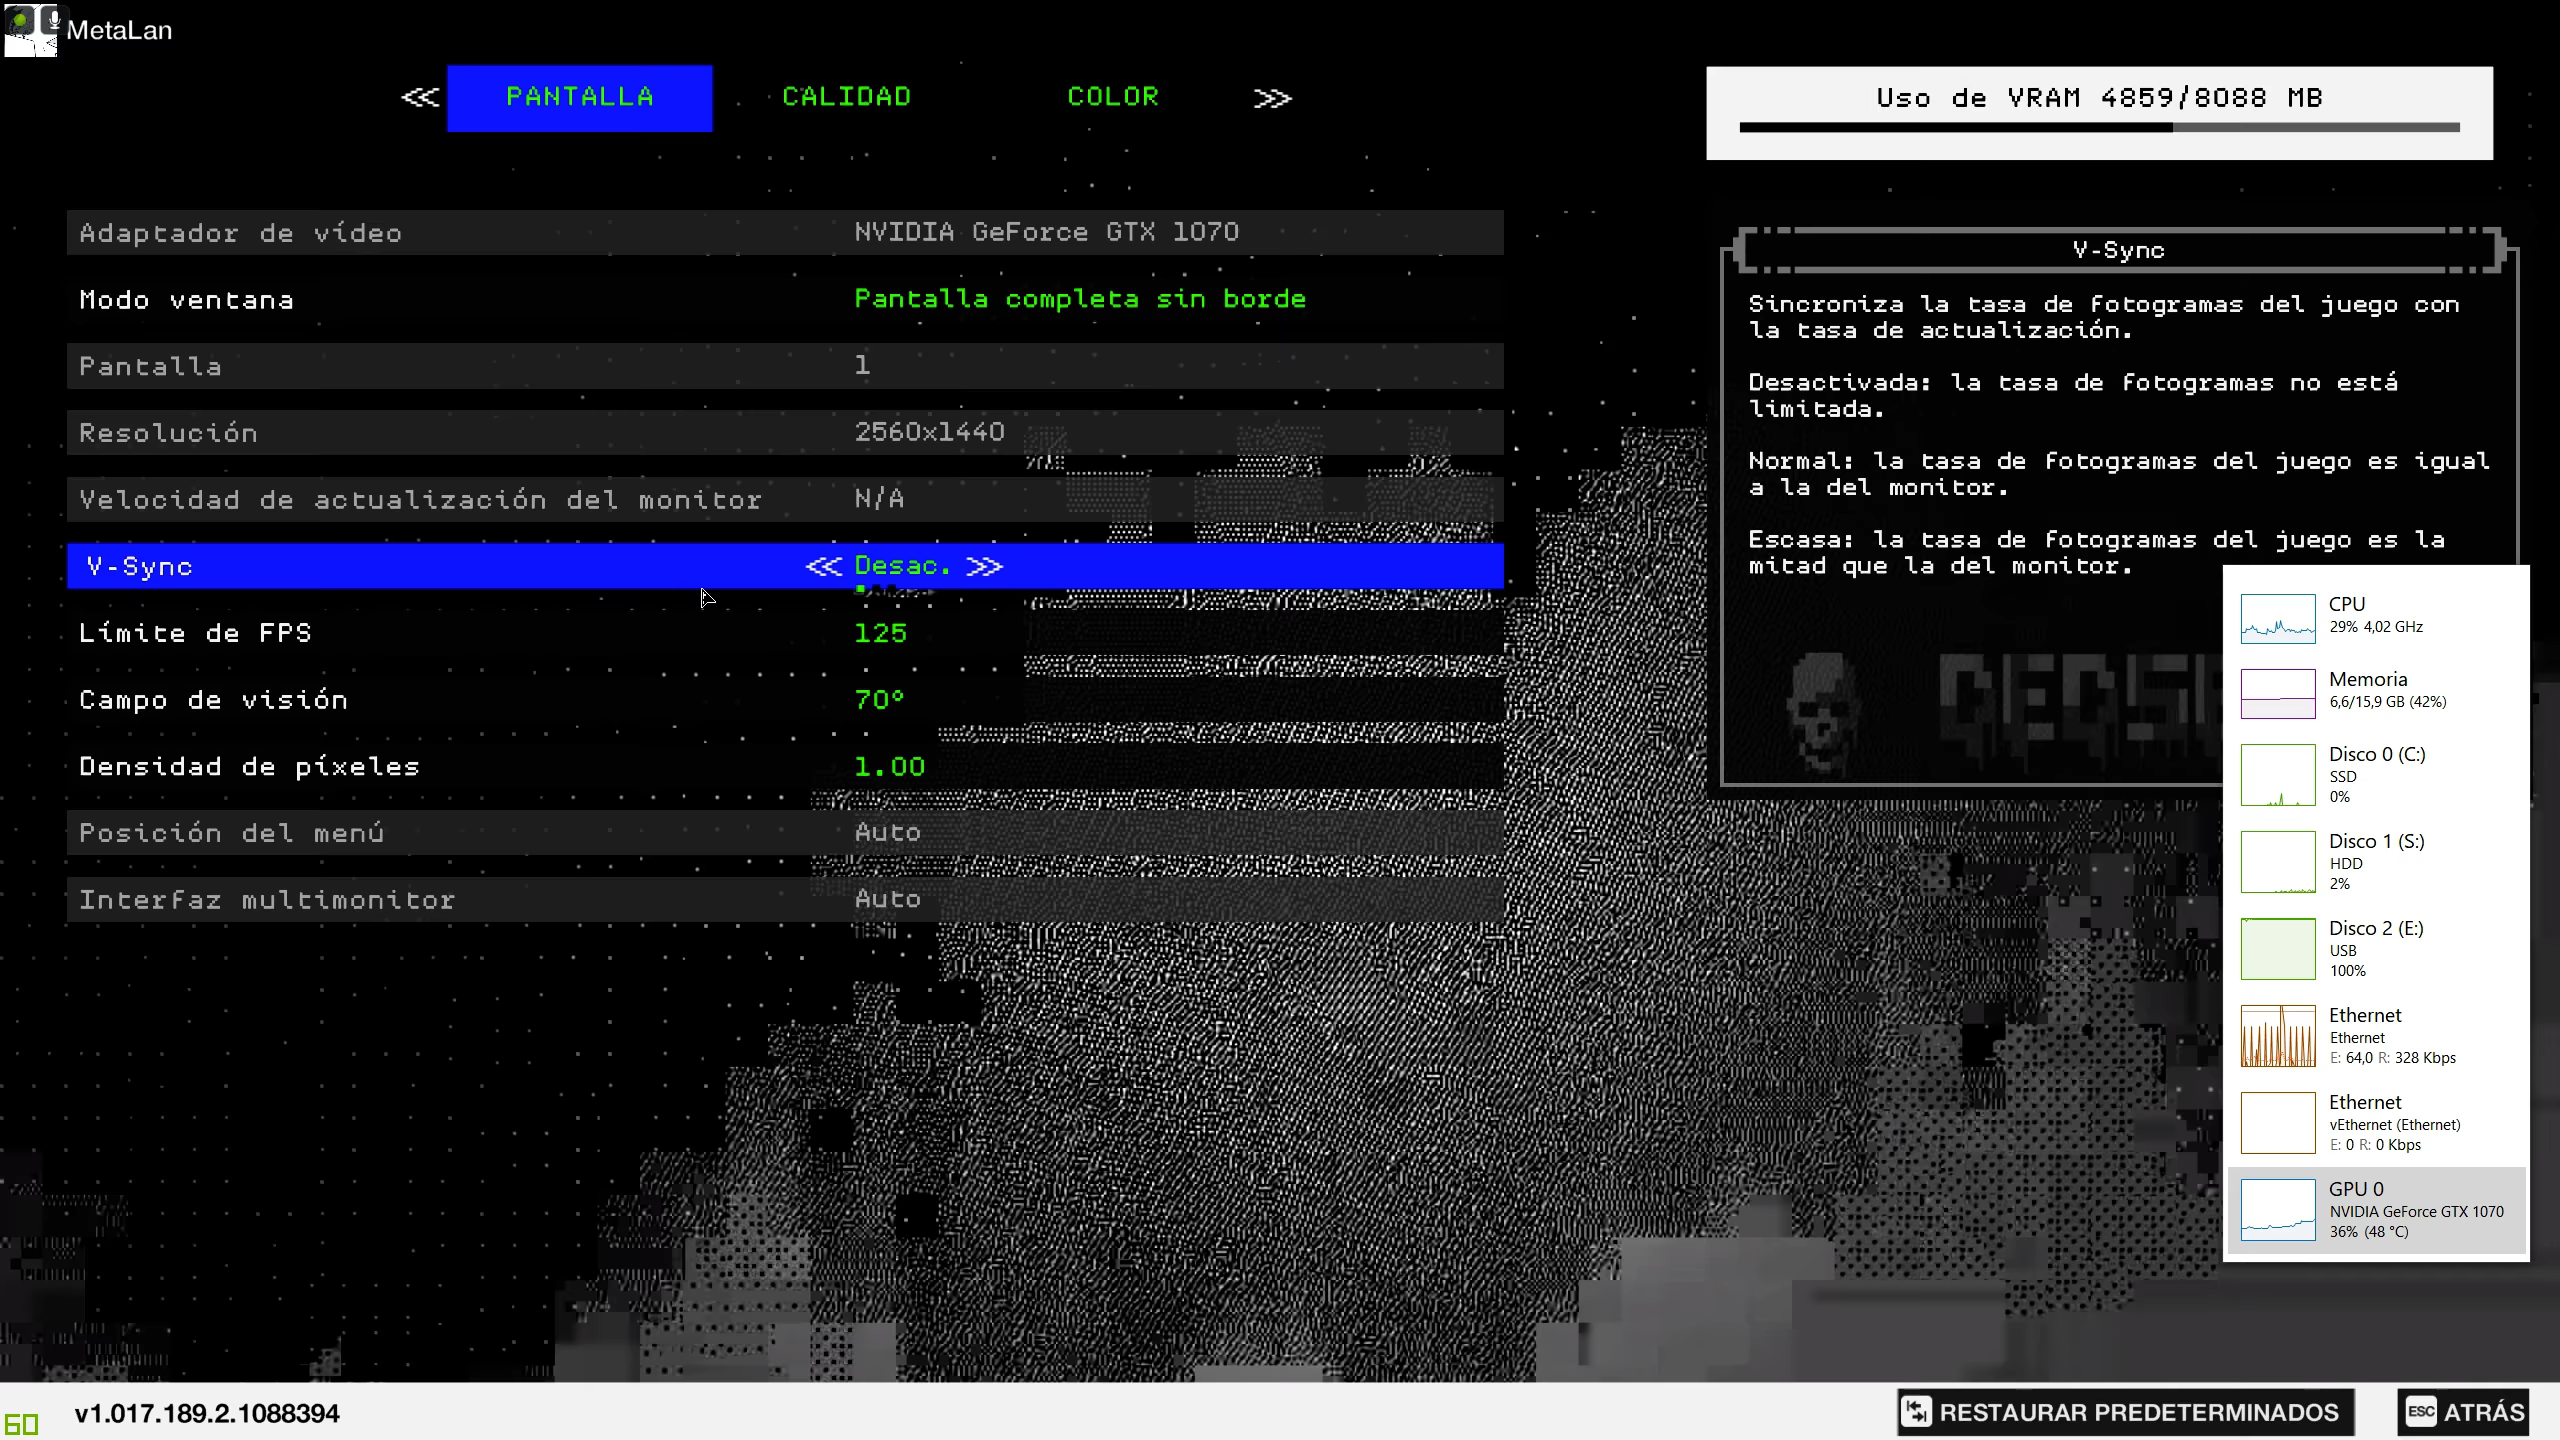 MetaLan
PANTALLA
CALIDAD
COLOR
Uso de VRAM 4859/8088 MB
Adaptador de vídeo NVIDIA GeForce GTX 1070
Modo ventana Pantalla completa sin borde
Pantalla 1
Resolución 2560x1440
Velocidad de actualización del monitor N/A
V-Sync Desac.
Límite de FPS 125
Campo de visión 70º
Densidad de píxeles 1.00
Posición del menú Auto
Interfaz multimonitor Auto
V-Sync
Sincroniza la tasa de fotogramas del juego con
la tasa de actualización.
Desactivada: la tasa de fotogramas no está
limitada.
Normal: la tasa de fotogramas del juego es igual
a la del monitor.
Escasa: la tasa de fotogramas del juego es la
mitad que la del monitor.
CPU
29% 4,02 GHz
Memoria
6,6/15,9 GB (42%)
Disco 0 (C:)
SSD
0%
Disco 1 (S:)
HDD
2%
Disco 2 (E:)
USB
100%
Ethernet
Ethernet
E: 64,0 R: 328 Kbps
Ethernet
vEthernet (Ethernet)
E: 0 R: 0 Kbps
GPU 0
NVIDIA GeForce GTX 1070
36% (48 °C)
60
v1.017.189.2.1088394
RESTAURAR PREDETERMINADOS
ESC ATRÁS